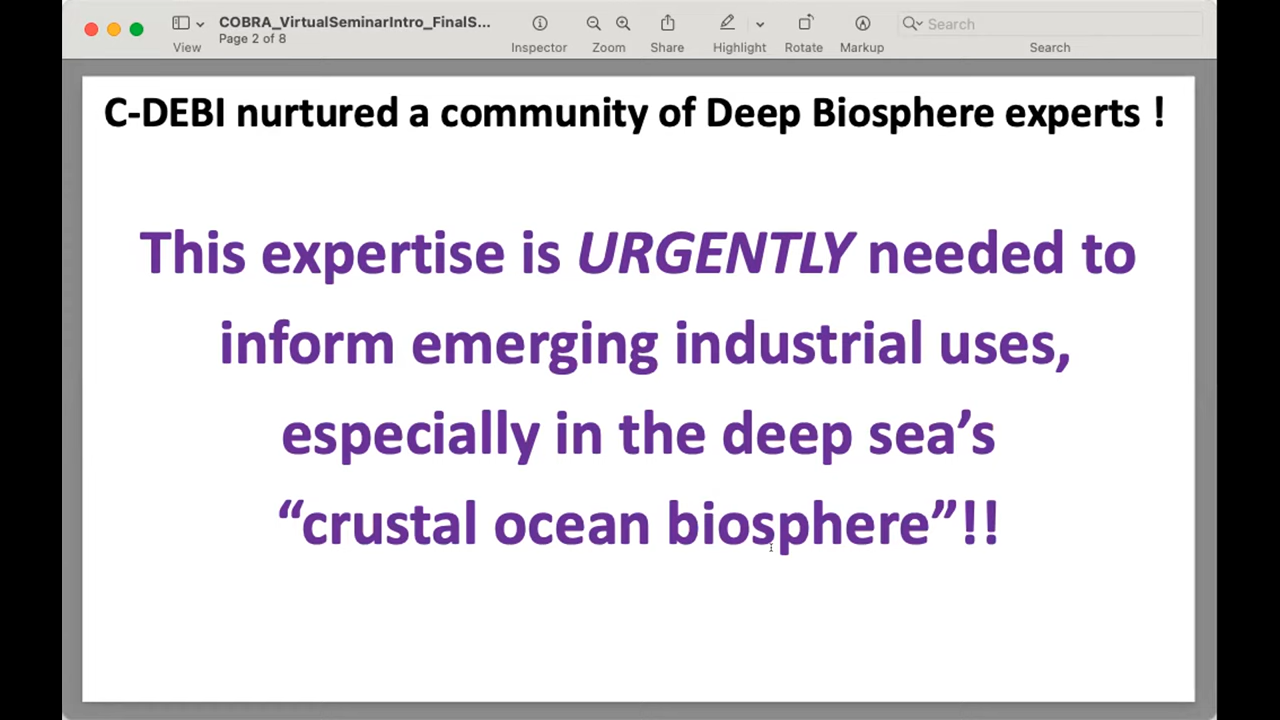 COBRA_VirtualSeminarIntro_FinalS...
Page 2 of 8
View
Inspector
Zoom
Share
Highlight
Rotate
Markup
Search
Search
C-DEBI nurtured a community of Deep Biosphere experts !
This expertise is URGENTLY needed to
inform emerging industrial uses,
especially in the deep sea’s
“crustal ocean biosphere”!!